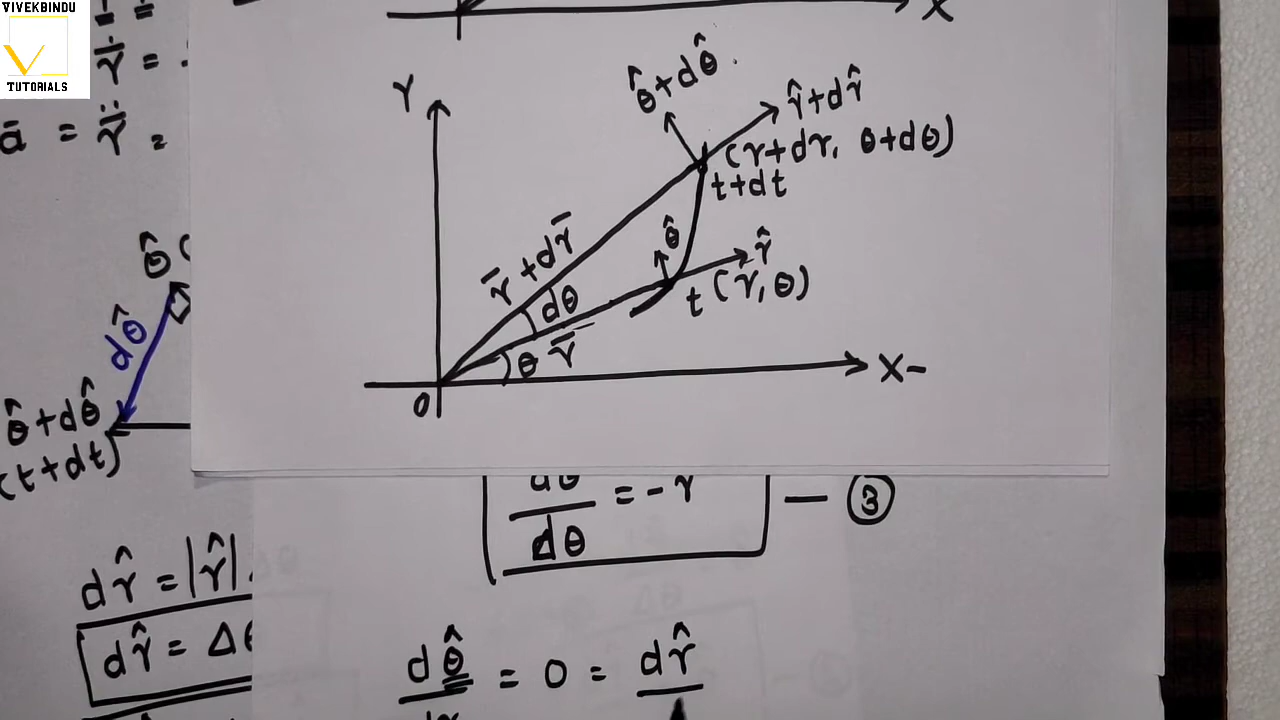 VIVEKBINDU
TUTORIALS
X
r̄̇ =
ā = r̄̈ =
Y
θ̂+dθ̂
r̂+dr̂
(r+dr, θ+dθ)
t+dt
r̄+dr̄
dθ
θ̂
r̂
t (r, θ)
θ r̄
X-
O
θ̂ (
dθ̂
θ̂+dθ̂
(t+dt)
dθ
— = -r — ③
dθ
dr̂ = |r̂|.
dr̂ = Δθ
dθ̂ = 0 = dr̂